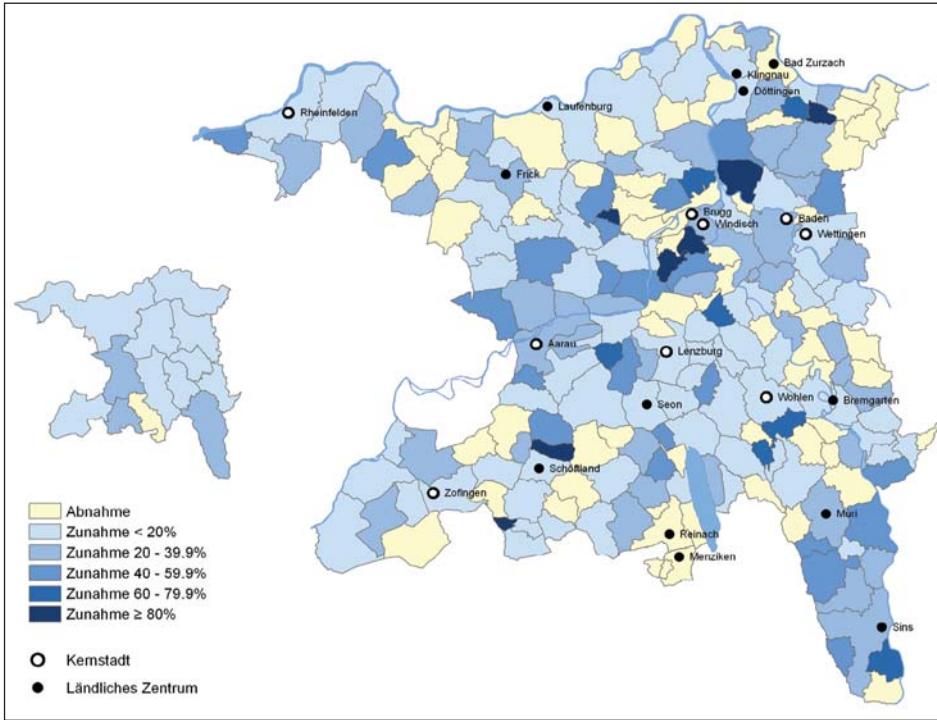 Bad Zurzach
Klingnau
Döttingen
Laufenburg
Rheinfelden
Frick
Brugg
Windisch
Baden
Wettingen
Aarau
Lenzburg
Seon
Wohlen
Bremgarten
Schöftland
Zofingen
Muri
Reinach
Menziken
Sins
Abnahme
Zunahme < 20%
Zunahme 20 - 39.9%
Zunahme 40 - 59.9%
Zunahme 60 - 79.9%
Zunahme ≥ 80%
Kernstadt
Ländliches Zentrum